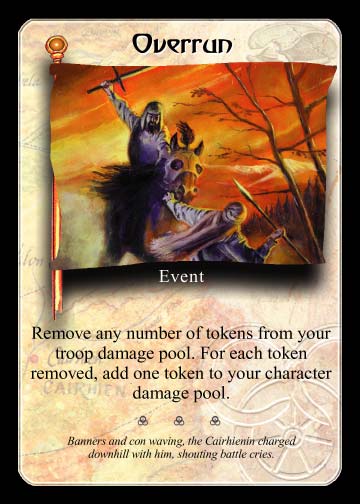 Overrun
Event
Remove any number of tokens from your
troop damage pool. For each token
removed, add one token to your character
damage pool.
CAIRHIEN
Banners and con waving, the Cairhienin charged
downhill with him, shouting battle cries.